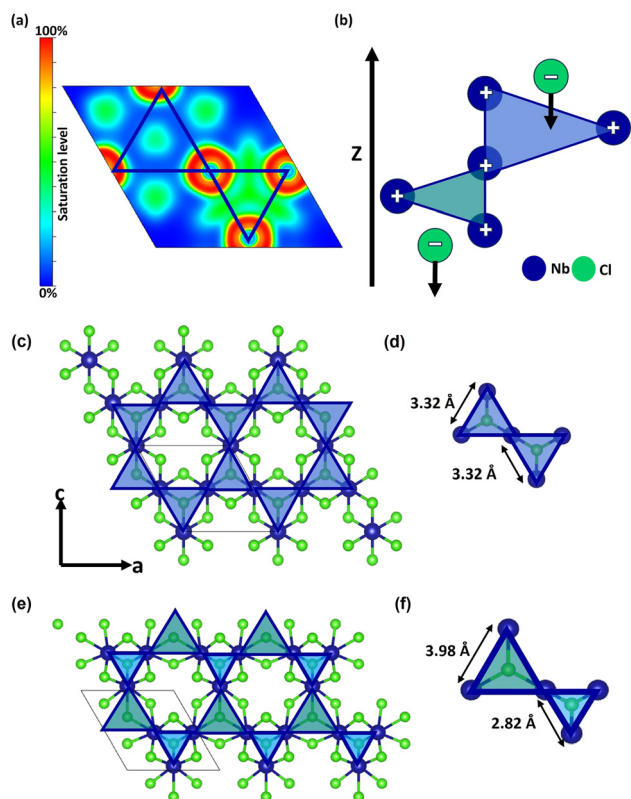 (a)
100%
Saturation level
0%
(b)
Z
+
−
+
+
+
+
−
Nb
Cl
(c)
c
a
(d)
3.32 Å
3.32 Å
(e)
(f)
3.98 Å
2.82 Å